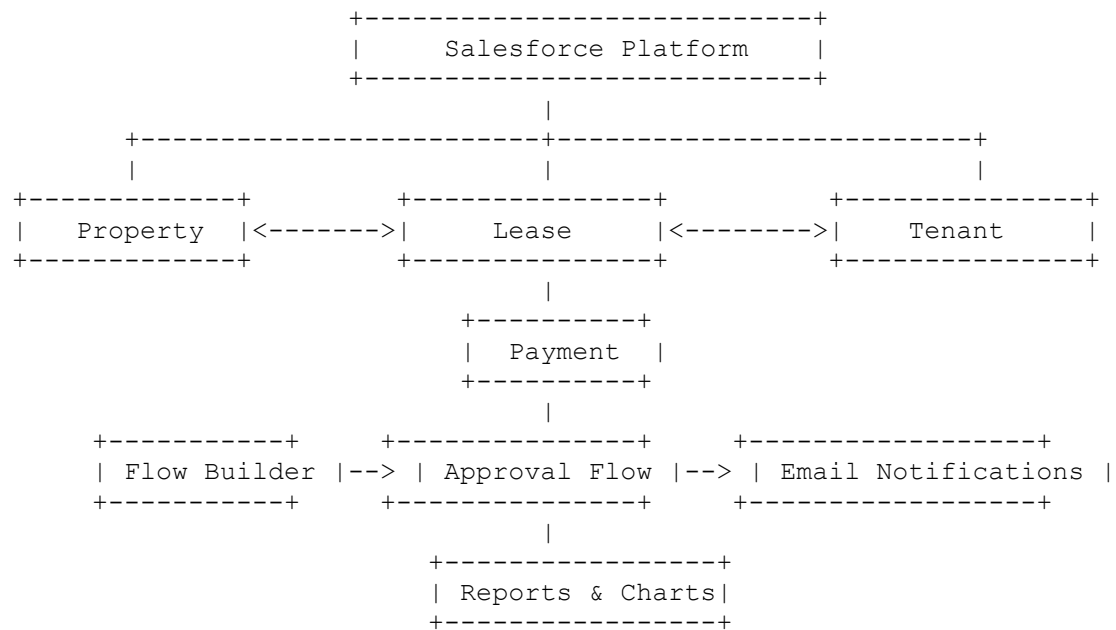 Salesforce Platform
Property <-------> Lease <--------> Tenant
Payment
Flow Builder --> Approval Flow --> Email Notifications
Reports & Charts